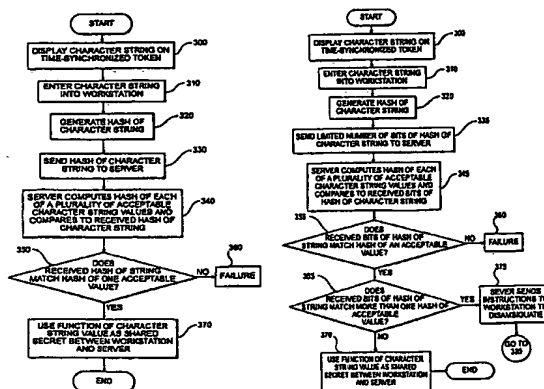 START
DISPLAY CHARACTER STRING ON
TIME-SYNCHRONIZED TOKEN
300
ENTER CHARACTER STRING
INTO WORKSTATION
310
GENERATE HASH OF
CHARACTER STRING
320
SEND HASH OF CHARACTER
STRING TO SERVER
330
SERVER COMPUTES HASH OF EACH
OF A PLURALITY OF ACCEPTABLE
CHARACTER STRING VALUES AND
COMPARES TO RECEIVED HASH OF
CHARACTER STRING
340
350
DOES
RECEIVED HASH OF STRING
MATCH HASH OF ONE ACCEPTABLE
VALUE?
NO
360
FAILURE
YES
USE FUNCTION OF CHARACTER
STRING VALUE AS SHARED
SECRET BETWEEN WORKSTATION
AND SERVER
370
END
START
DISPLAY CHARACTER STRING ON
TIME-SYNCHRONIZED TOKEN
ENTER CHARACTER STRING
INTO WORKSTATION
310
GENERATE HASH OF
CHARACTER STRING
320
SEND LIMITED NUMBER OF BITS OF HASH OF
CHARACTER STRING TO SERVER
335
SERVER COMPUTES HASH OF EACH
OF A PLURALITY OF ACCEPTABLE
CHARACTER STRING VALUES AND
COMPARES TO RECEIVED BITS OF
HASH OF CHARACTER STRING
345
DOES
RECEIVED BITS OF HASH OF
STRING MATCH HASH OF AN ACCEPTABLE
VALUE?
NO
360
FAILURE
YES
DOES
RECEIVED BITS OF HASH OF
STRING MATCH MORE THAN ONE HASH OF
ACCEPTABLE
VALUE?
YES
375
SEVER SENDS
INSTRUCTIONS TO
WORKSTATION TO
DISAMBIGUATE
GO TO
335
NO
370
USE FUNCTION OF CHARACTER
STRING VALUE AS SHARED
SECRET BETWEEN WORKSTATION
AND SERVER
END